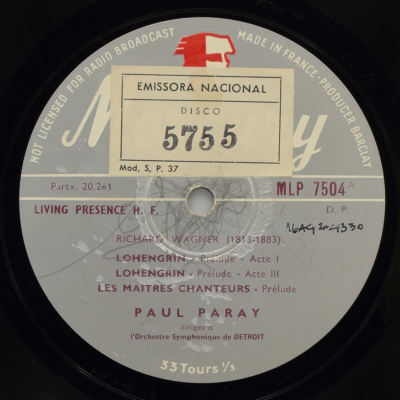 NOT LICENSED FOR RADIO BROADCAST
MADE IN FRANCE - PRODUCER BARCLAY
EMISSORA NACIONAL
DISCO
5755
Mod. S. P. 37
Partx. 20.261
MLP 7504 A
LIVING PRESENCE H. F.
D. P.
RICHARD WAGNER (1813-1883)
LOHENGRIN - Prélude - Acte I
LOHENGRIN - Prélude - Acte III
LES MAITRES CHANTEURS - Prélude
PAUL PARAY
dirigeant
l'Orchestre Symphonique de DETROIT
33 Tours 1/3